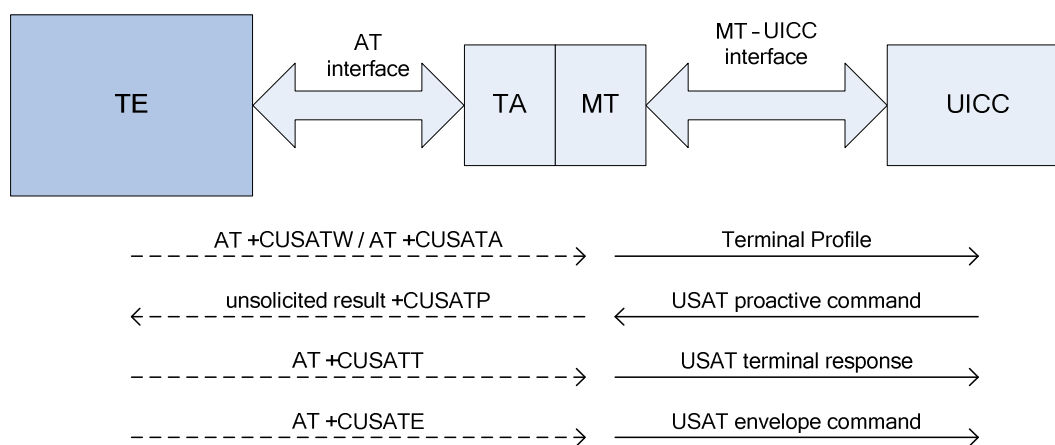 AT
interface
MT-UICC
interface
TE
TA
MT
UICC
AT +CUSATW / AT +CUSATA
Terminal Profile
unsolicited result +CUSATP
USAT proactive command
AT +CUSATT
USAT terminal response
AT +CUSATE
USAT envelope command